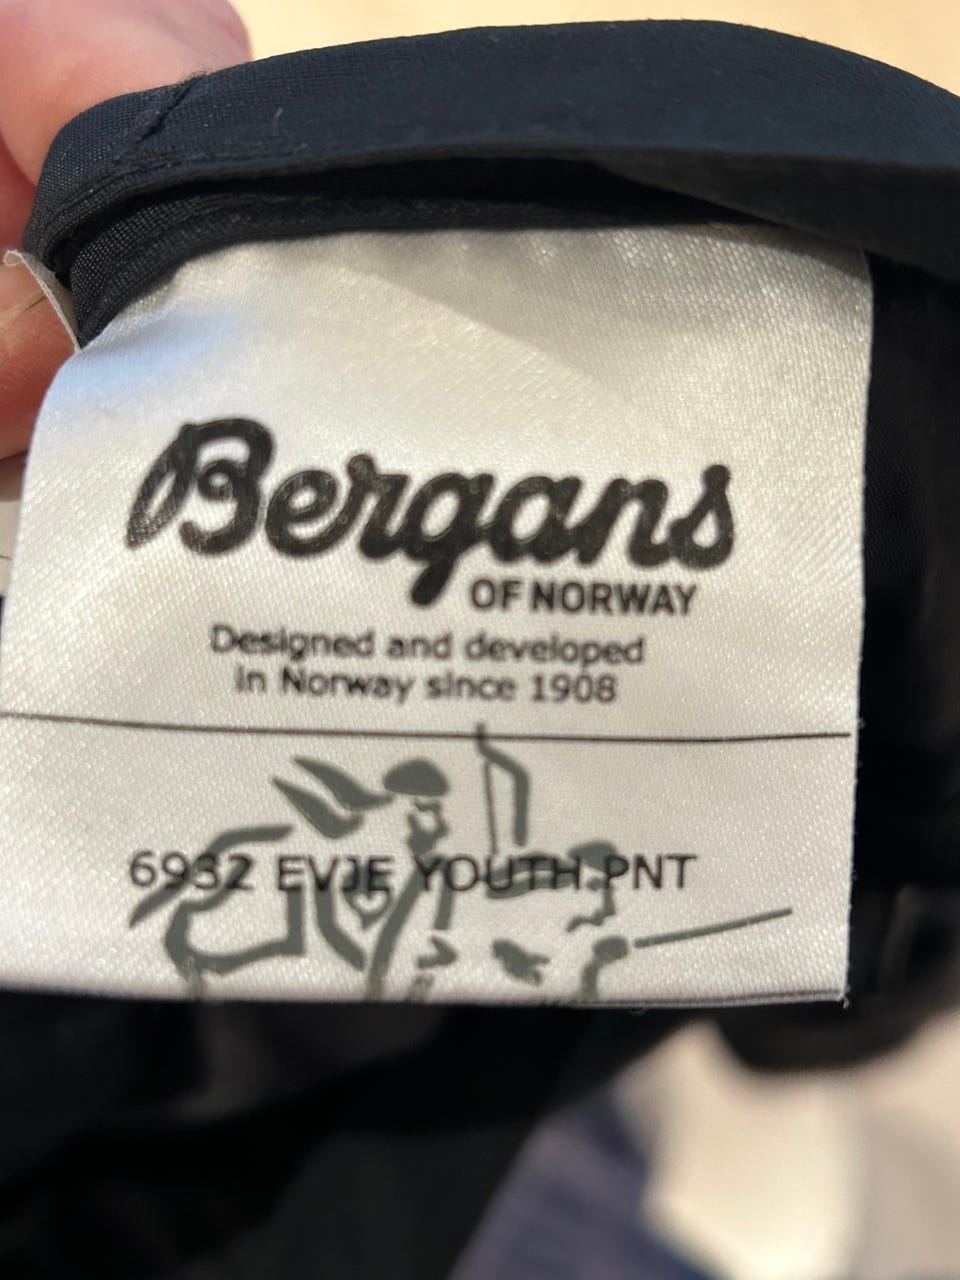 Bergans
OF NORWAY
Designed and developed
in Norway since 1908
6932 EVJE YOUTH PNT